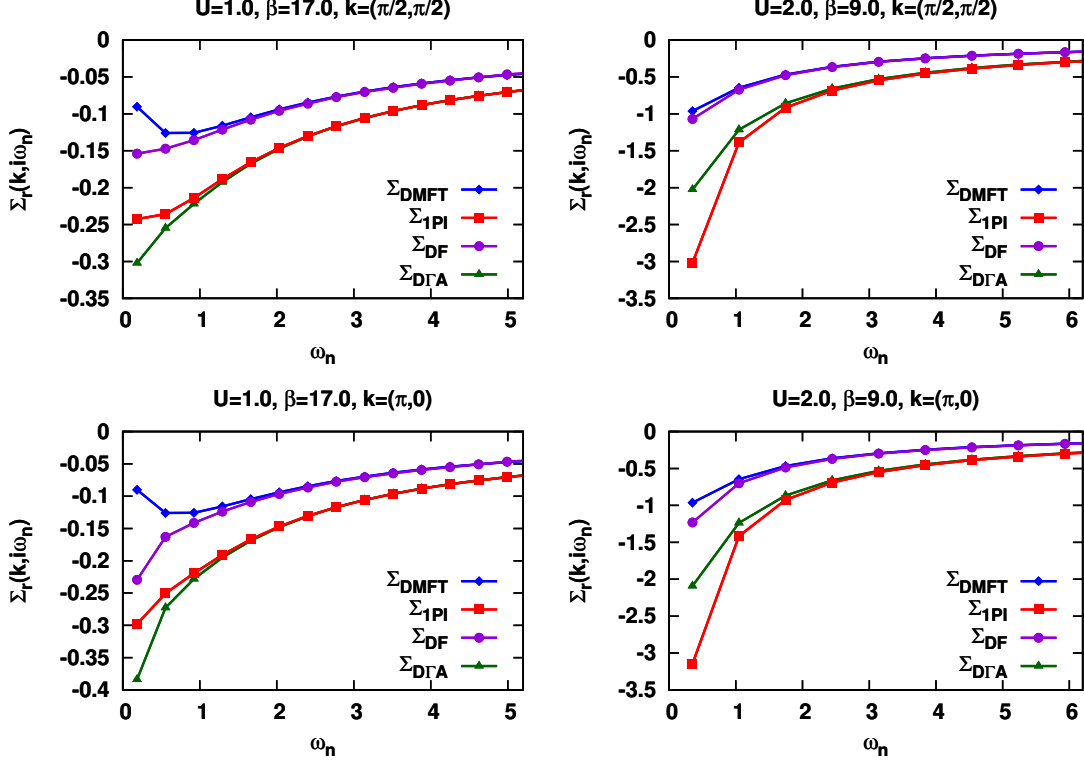 U=1.0, β=17.0, k=(π/2,π/2)
Σr(k,iωn)
0
-0.05
-0.1
-0.15
-0.2
-0.25
-0.3
-0.35
ΣDMFT
Σ1PI
ΣDF
ΣDΓA
0 1 2 3 4 5
ωn
U=2.0, β=9.0, k=(π/2,π/2)
Σr(k,iωn)
0
-0.5
-1
-1.5
-2
-2.5
-3
-3.5
ΣDMFT
Σ1PI
ΣDF
ΣDΓA
0 1 2 3 4 5 6
ωn
U=1.0, β=17.0, k=(π,0)
Σr(k,iωn)
0
-0.05
-0.1
-0.15
-0.2
-0.25
-0.3
-0.35
-0.4
ΣDMFT
Σ1PI
ΣDF
ΣDΓA
0 1 2 3 4 5
ωn
U=2.0, β=9.0, k=(π,0)
Σr(k,iωn)
0
-0.5
-1
-1.5
-2
-2.5
-3
-3.5
ΣDMFT
Σ1PI
ΣDF
ΣDΓA
0 1 2 3 4 5 6
ωn